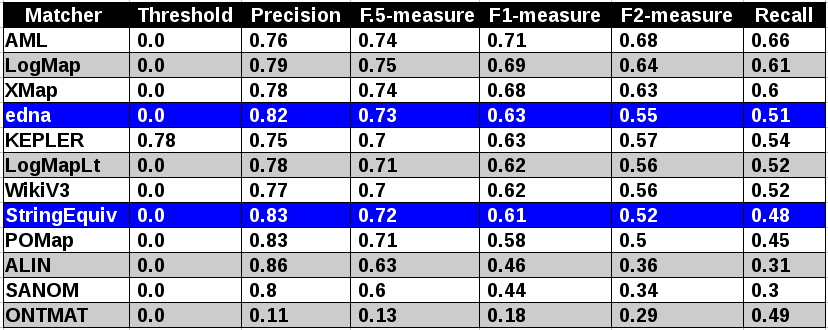 Matcher Threshold Precision F.5-measure F1-measure F2-measure Recall
AML 0.0 0.76 0.74 0.71 0.68 0.66
LogMap 0.0 0.79 0.75 0.69 0.64 0.61
XMap 0.0 0.78 0.74 0.68 0.63 0.6
edna 0.0 0.82 0.73 0.63 0.55 0.51
KEPLER 0.78 0.75 0.7 0.63 0.57 0.54
LogMapLt 0.0 0.78 0.71 0.62 0.56 0.52
WikiV3 0.0 0.77 0.7 0.62 0.56 0.52
StringEquiv 0.0 0.83 0.72 0.61 0.52 0.48
POMap 0.0 0.83 0.71 0.58 0.5 0.45
ALIN 0.0 0.86 0.63 0.46 0.36 0.31
SANOM 0.0 0.8 0.6 0.44 0.34 0.3
ONTMAT 0.0 0.11 0.13 0.18 0.29 0.49